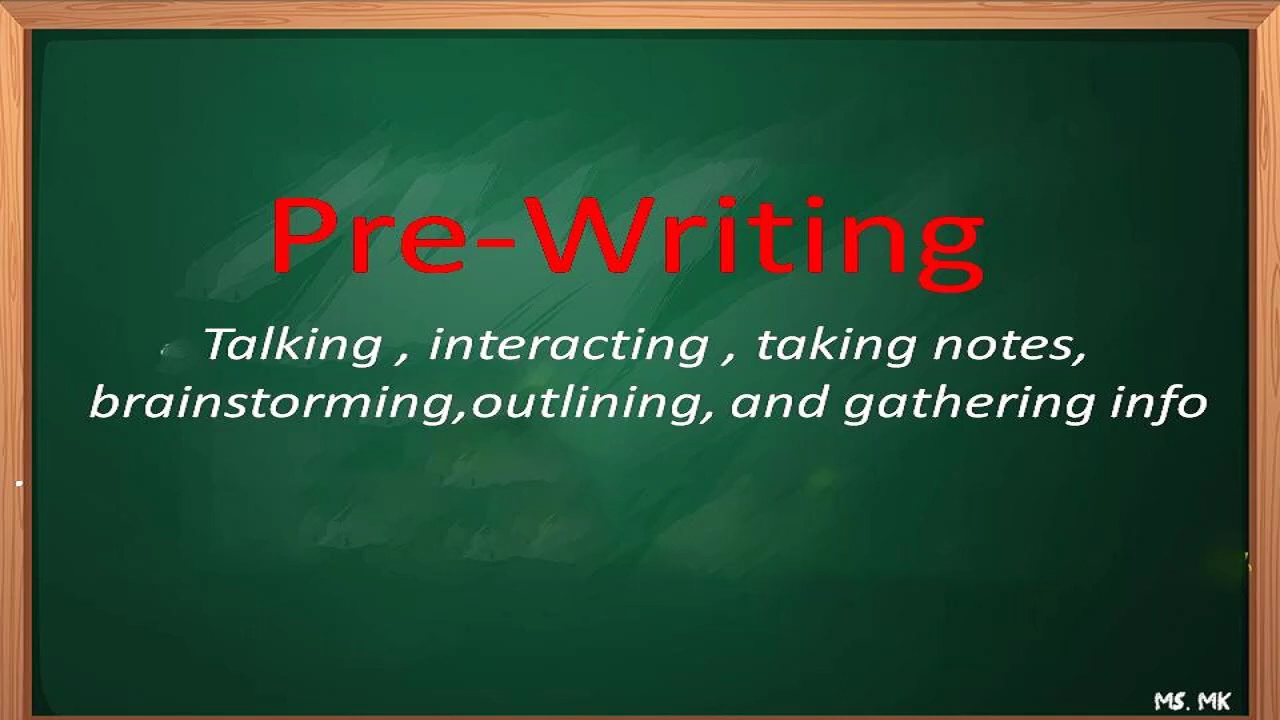 Pre-Writing
Talking , interacting , taking notes,
brainstorming,outlining, and gathering info
MS. MK